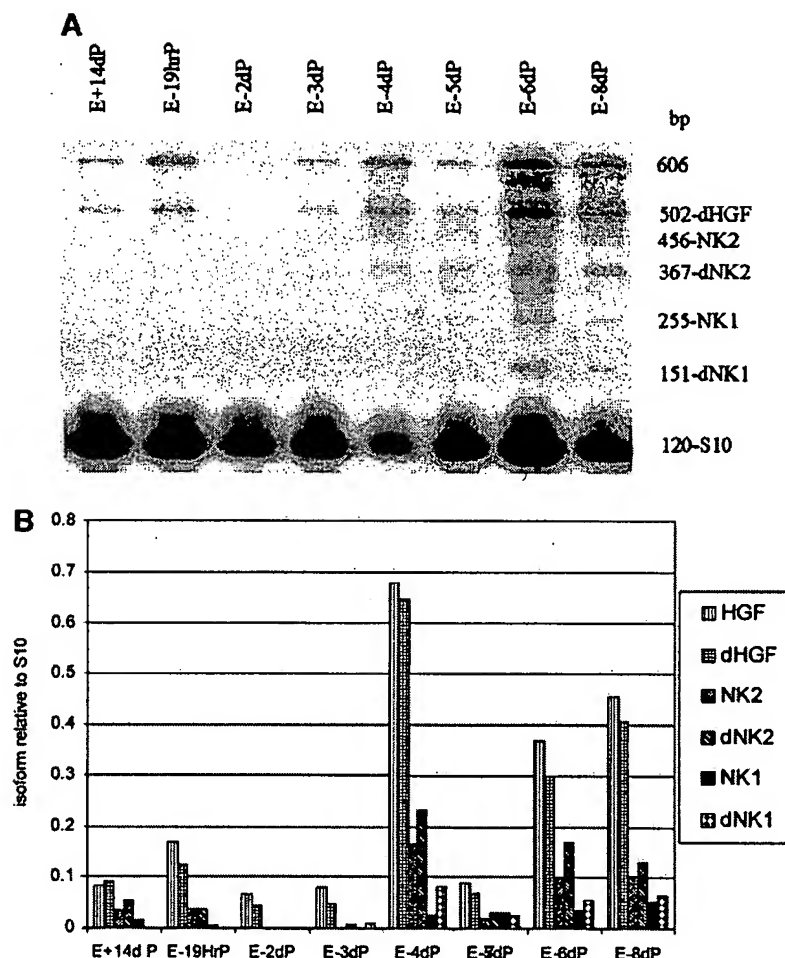 A
E+14dP
E-19hrP
E-2dP
E-3dP
E-4dP
E-5dP
E-6dP
E-8dP
bp
606
502-dHGF
456-NK2
367-dNK2
255-NK1
151-dNK1
120-S10
B
isoform relative to S10
0.8
0.7
0.6
0.5
0.4
0.3
0.2
0.1
0
E+14d P
E-19HrP
E-2dP
E-3dP
E-4dP
E-6dP
E-8dP
HGF
dHGF
NK2
dNK2
NK1
dNK1